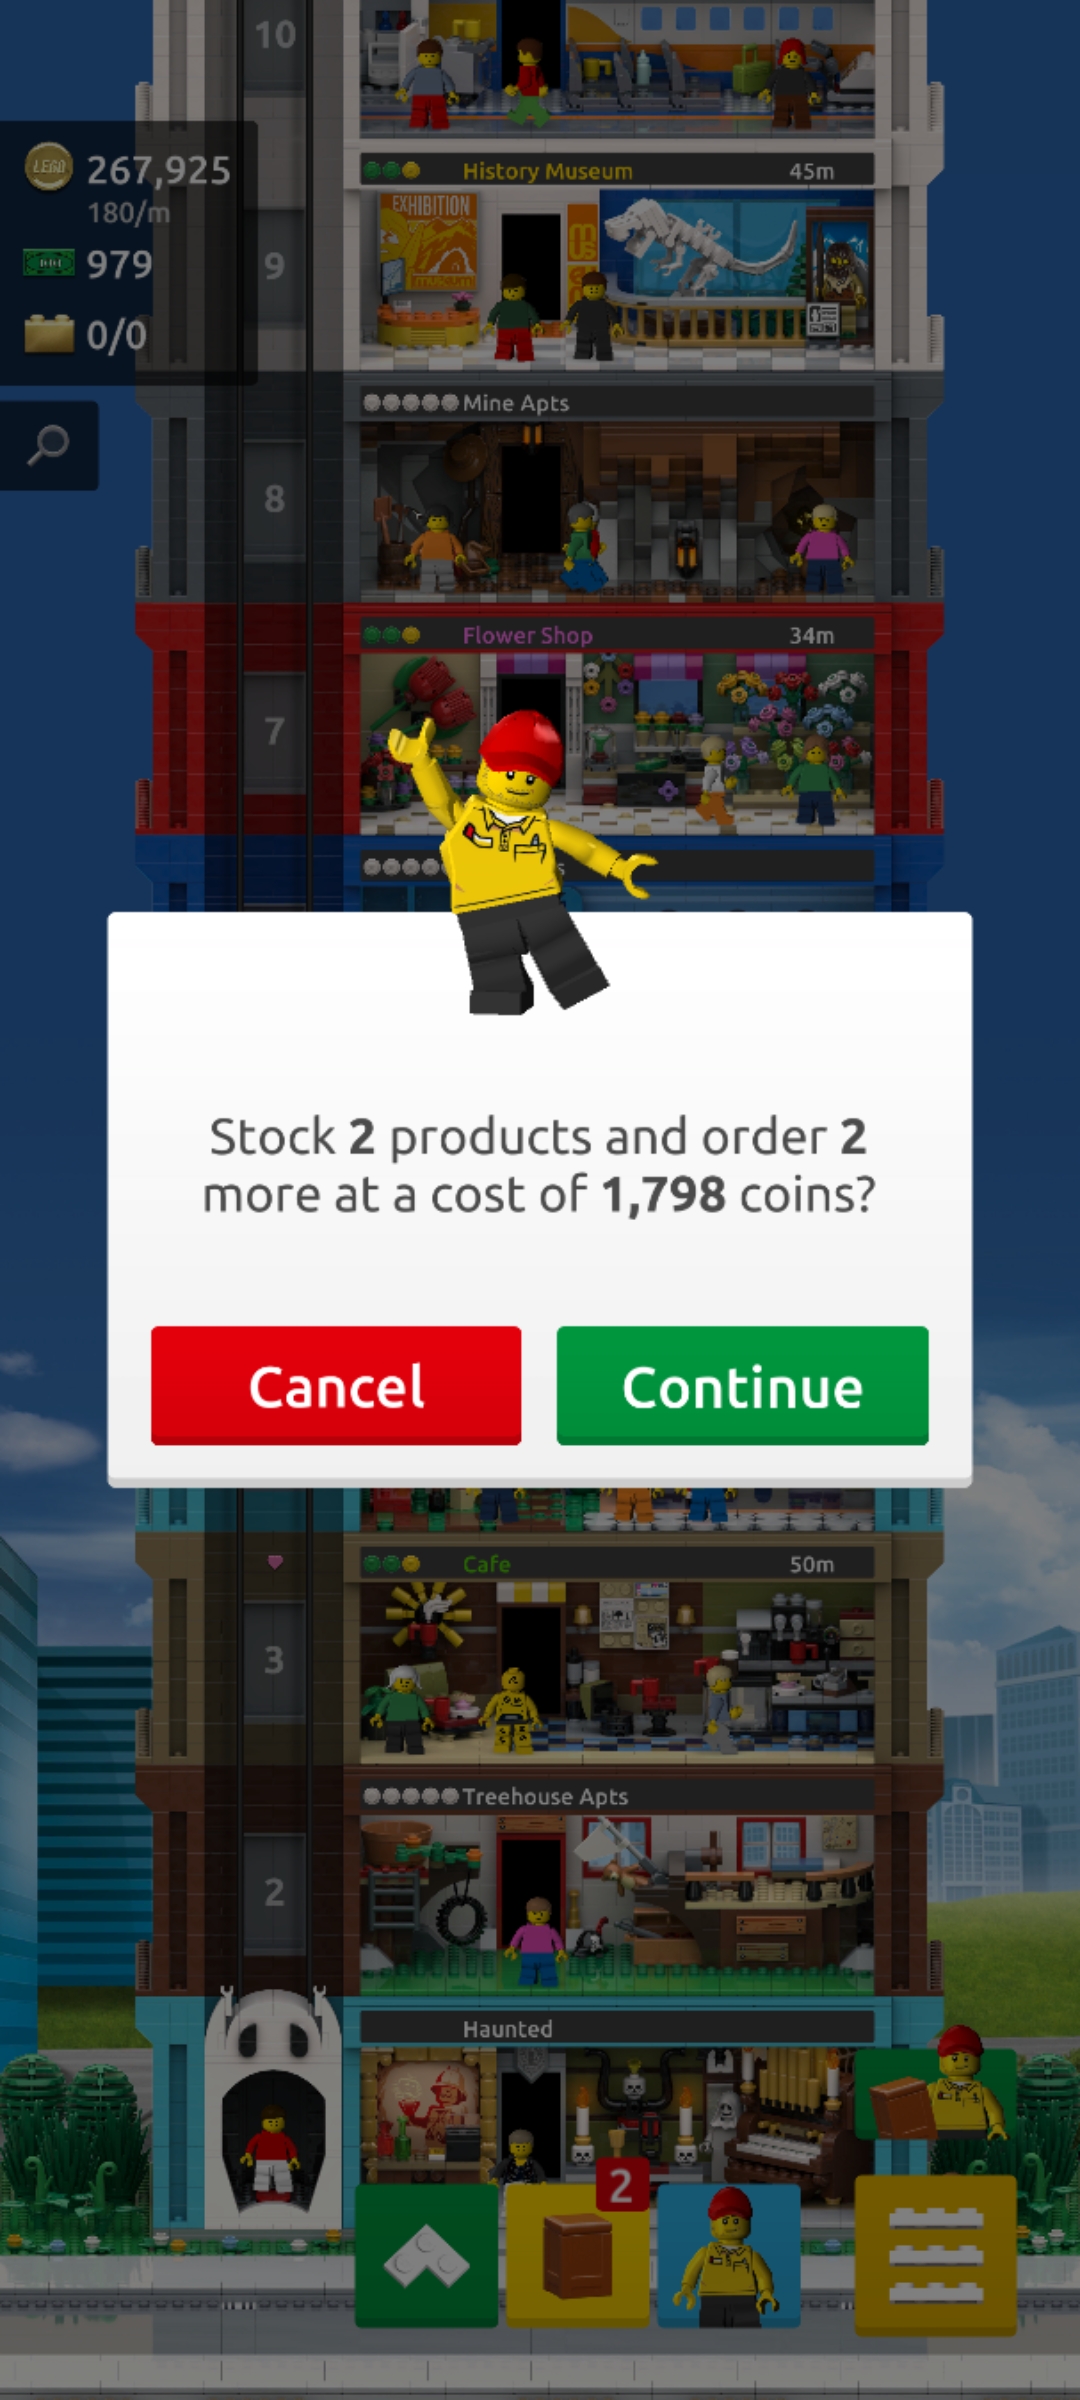 10
LEGO 267,925
180/m
979
0/0
History Museum 45m
EXHIBITION
museum
9
Mine Apts
8
Flower Shop 34m
7
Stock 2 products and order 2
more at a cost of 1,798 coins?
Cancel Continue
Cafe 50m
3
Treehouse Apts
2
Haunted
2